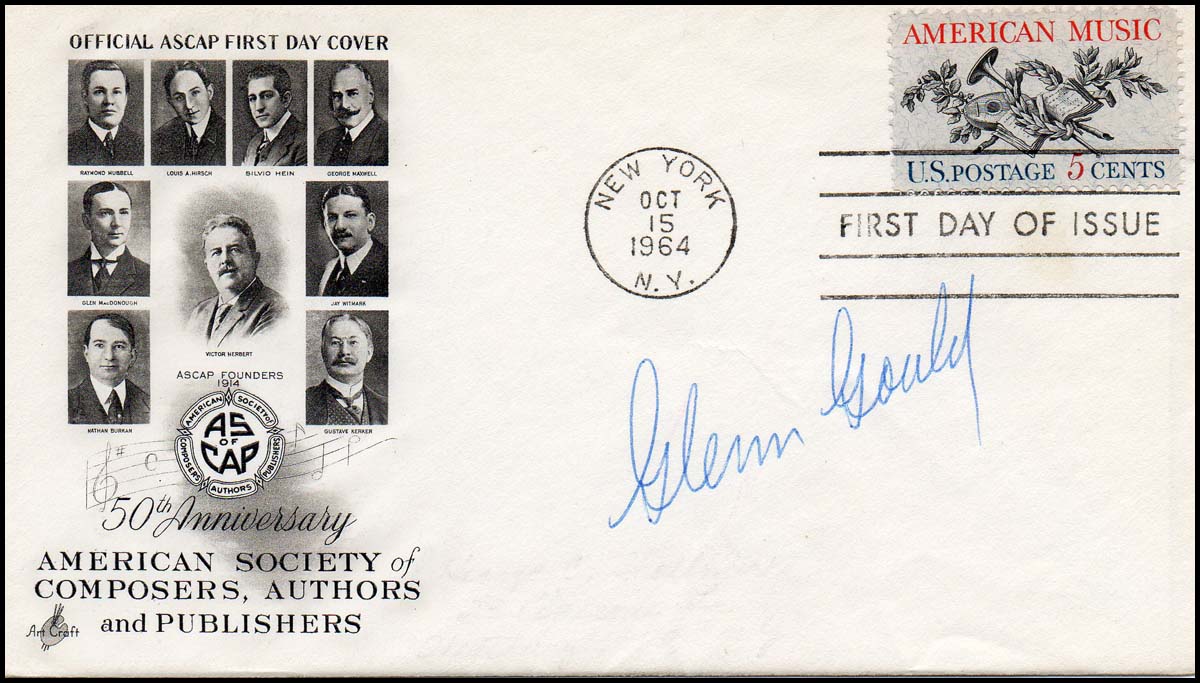 OFFICIAL ASCAP FIRST DAY COVER
RAYMOND HUBBELL
LOUIS A. HIRSCH
SILVIO HEIN
GEORGE MAXWELL
GLEN MACDONOUGH
VICTOR HERBERT
JAY WITMARK
NATHAN BURKAN
GUSTAVE KERKER
ASCAP FOUNDERS
1914
AMERICAN SOCIETY of COMPOSERS AUTHORS PUBLISHERS
AS
OF
CAP
50th Anniversary
AMERICAN SOCIETY of
COMPOSERS, AUTHORS
and PUBLISHERS
Art Craft
NEW YORK
OCT
15
1964
N.Y.
AMERICAN MUSIC
U.S. POSTAGE 5 CENTS
FIRST DAY OF ISSUE
Glenn Gould